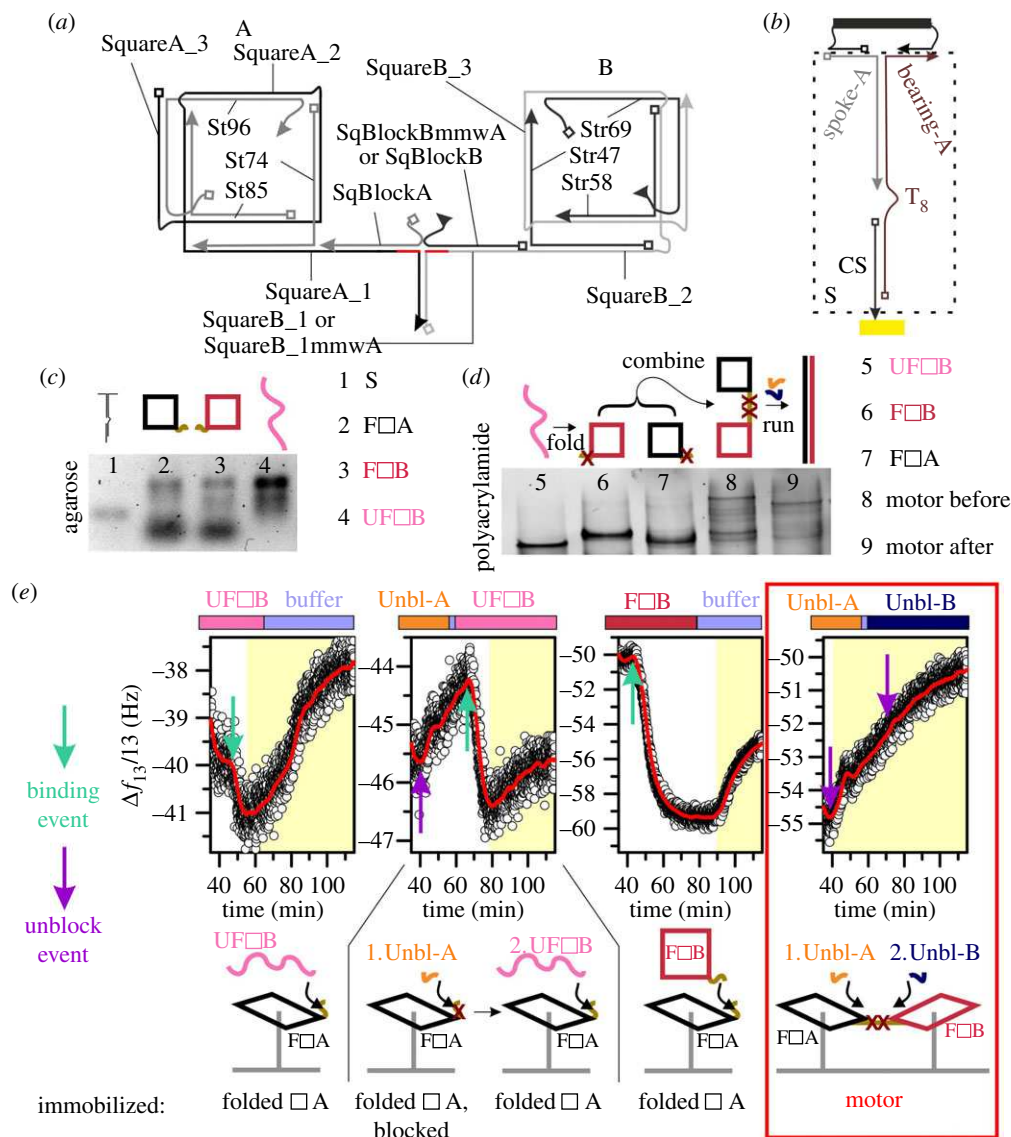 (a)
SquareA_3
A
SquareA_2
St96
St74
St85
SquareB_3
B
SqBlockBmmwA
or SqBlockB
SqBlockA
Str69
Str47
Str58
SquareA_1
SquareB_1 or
SquareB_1mmwA
SquareB_2
(b)
spoke-A
bearing-A
T8
CS
S
(c)
agarose
1 2 3 4
1 S
2 F□A
3 F□B
4 UF□B
(d)
combine
fold
run
polyacrylamide
5 6 7 8 9
5 UF□B
6 F□B
7 F□A
8 motor before
9 motor after
(e)
binding
event
unblock
event
UF□B buffer
Δf13/13 (Hz)
–38
–39
–40
–41
40 60 80 100
time (min)
UF□B
F□A
Unbl-A UF□B
–44
–45
–46
–47
40 60 80 100
time (min)
1.Unbl-A 2.UF□B
F□A F□A
F□B buffer
–50
–52
–54
–56
–58
–60
40 60 80 100
time (min)
F□B
F□A
Unbl-A Unbl-B
–50
–51
–52
–53
–54
–55
40 60 80 100
time (min)
1.Unbl-A 2.Unbl-B
F□A F□B
immobilized: folded □ A folded □ A, folded □ A folded □ A motor
blocked